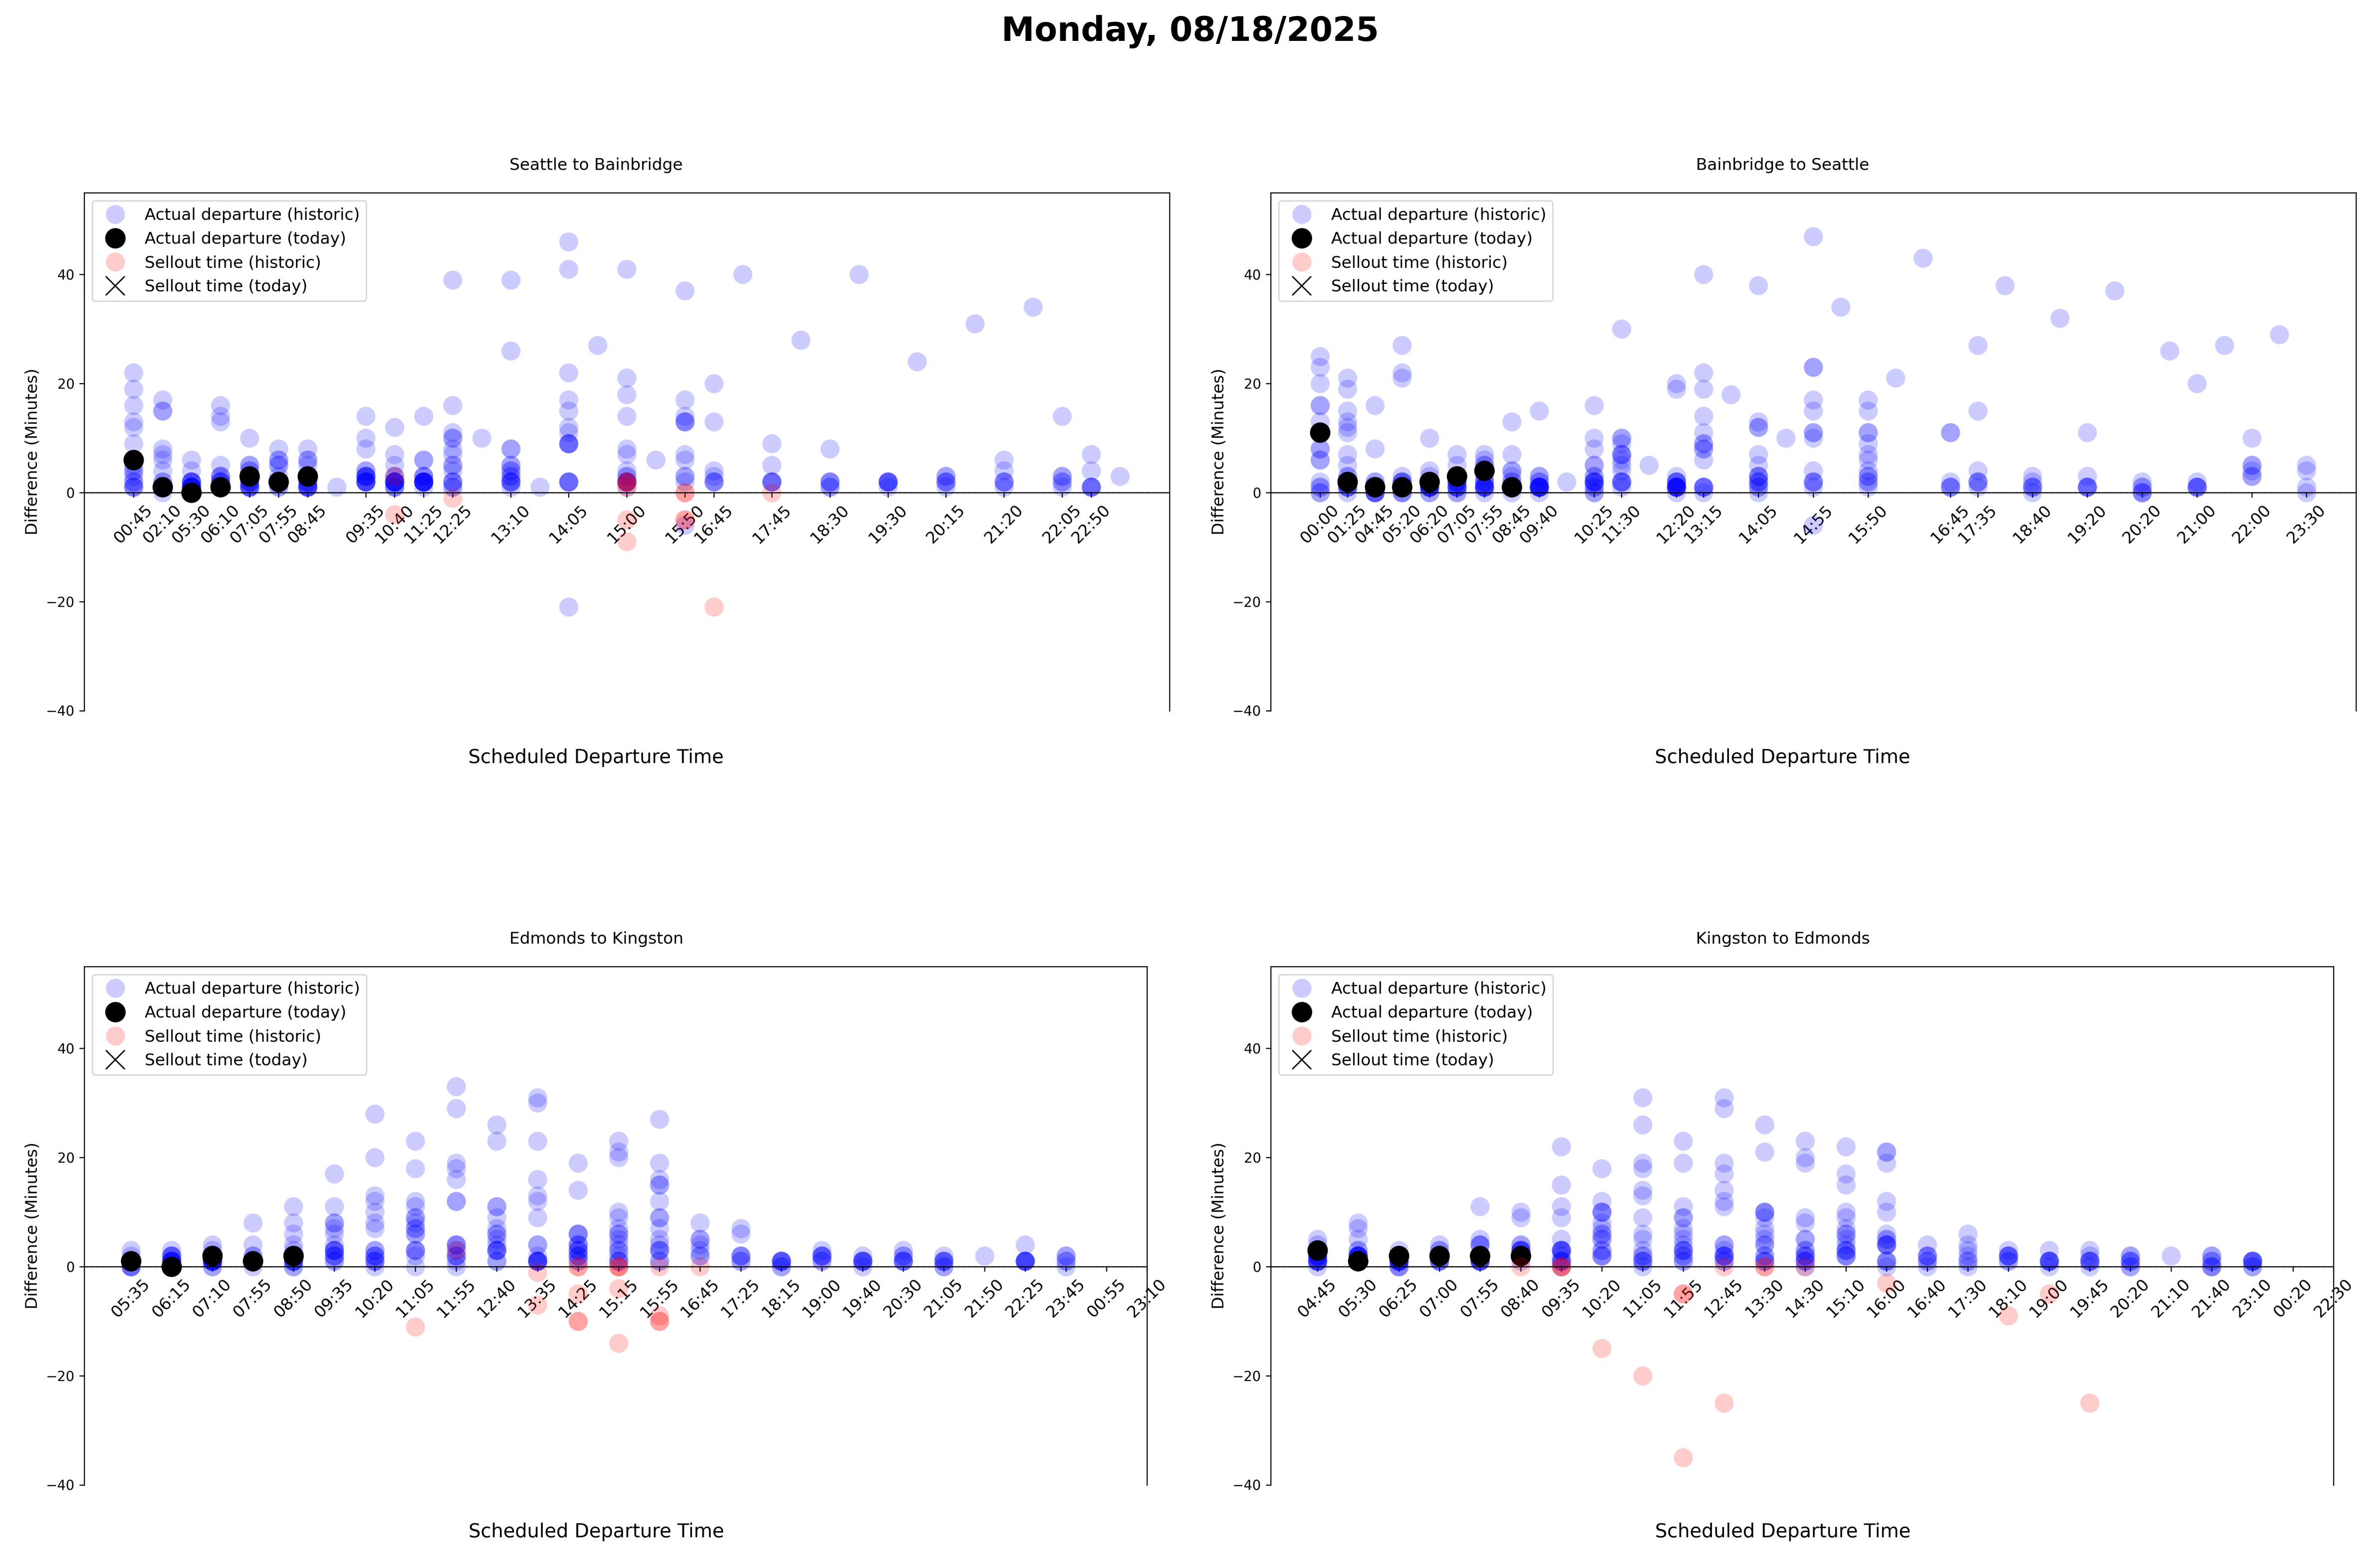 Monday, 08/18/2025
Seattle to Bainbridge
Actual departure (historic)
Actual departure (today)
Sellout time (historic)
Sellout time (today)
Difference (Minutes)
40
20
0
−20
−40
00:45 02:10 05:30 06:10 07:05 07:55 08:45 09:35 10:40 11:25 12:25 13:10 14:05 15:00 15:50 16:45 17:45 18:30 19:30 20:15 21:20 22:05 22:50
Scheduled Departure Time
Bainbridge to Seattle
Actual departure (historic)
Actual departure (today)
Sellout time (historic)
Sellout time (today)
Difference (Minutes)
40
20
0
−20
−40
00:00 01:25 04:45 05:20 06:20 07:05 07:55 08:45 09:40 10:25 11:30 12:20 13:15 14:05 14:55 15:50 16:45 17:35 18:40 19:20 20:20 21:00 22:00 23:30
Scheduled Departure Time
Edmonds to Kingston
Actual departure (historic)
Actual departure (today)
Sellout time (historic)
Sellout time (today)
Difference (Minutes)
40
20
0
−20
−40
05:35 06:15 07:10 07:55 08:50 09:35 10:20 11:05 11:55 12:40 13:35 14:25 15:15 15:55 16:45 17:25 18:15 19:00 19:40 20:30 21:05 21:50 22:25 23:45 00:55 23:10
Scheduled Departure Time
Kingston to Edmonds
Actual departure (historic)
Actual departure (today)
Sellout time (historic)
Sellout time (today)
Difference (Minutes)
40
20
0
−20
−40
04:45 05:30 06:25 07:00 07:55 08:40 09:35 10:20 11:05 11:55 12:45 13:30 14:30 15:10 16:00 16:40 17:30 18:10 19:00 19:45 20:20 21:10 21:40 23:10 00:20 22:30
Scheduled Departure Time